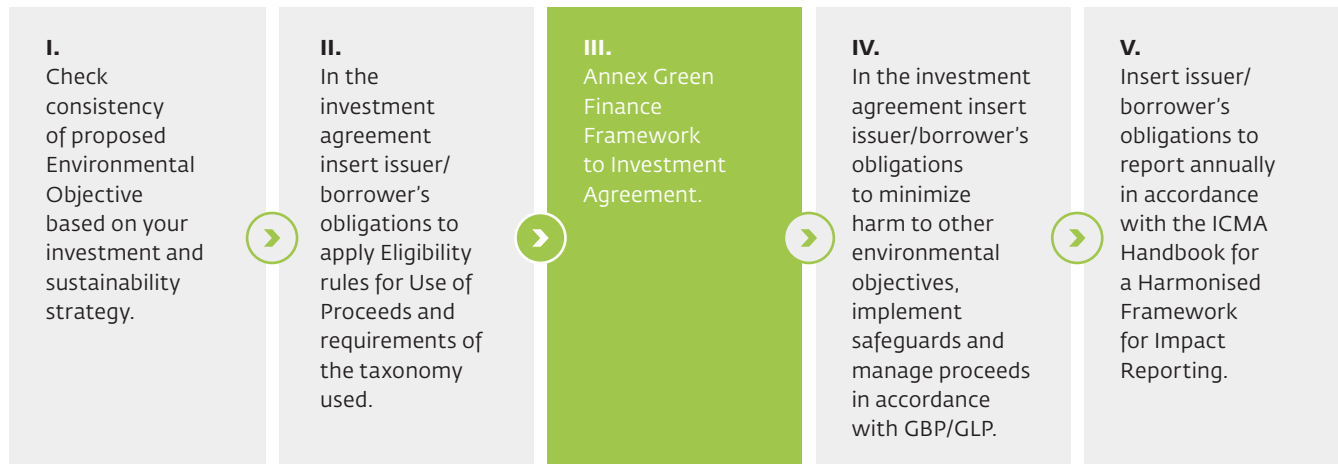 I.
Check
consistency
of proposed
Environmental
Objective
based on your
investment and
sustainability
strategy.
II.
In the
investment
agreement
insert issuer/
borrower's
obligations to
apply Eligibility
rules for Use of
Proceeds and
requirements of
the taxonomy
used.
III.
Annex Green
Finance
Framework
to Investment
Agreement.
IV.
In the investment
agreement insert
issuer/borrower's
obligations
to minimize
harm to other
environmental
objectives,
implement
safeguards and
manage proceeds
in accordance
with GBP/GLP.
V.
Insert issuer/
borrower's
obligations to
report annually
in accordance
with the ICMA
Handbook for
a Harmonised
Framework
for Impact
Reporting.